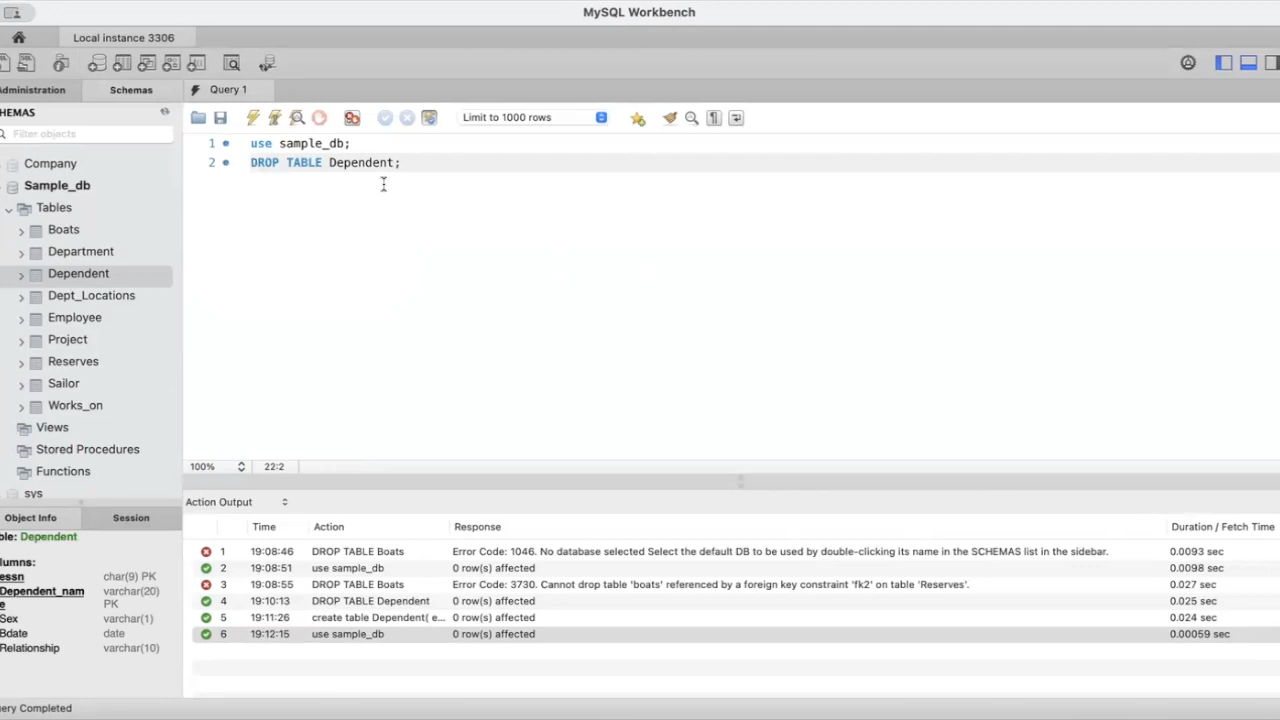 MySQL Workbench
Local instance 3306
Administration Schemas Query 1
SCHEMAS
Filter objects
Limit to 1000 rows
1 use sample_db;
2 DROP TABLE Dependent;
Company
Sample_db
Tables
Boats
Department
Dependent
Dept_Locations
Employee
Project
Reserves
Sailor
Works_on
Views
Stored Procedures
Functions
sys
100% 22:2
Object Info Session
ble: Dependent
lumns:
essn char(9) PK
Dependent_nam varchar(20)
e PK
Sex varchar(1)
Bdate date
Relationship varchar(10)
Action Output
Time Action Response Duration / Fetch Time
1 19:08:46 DROP TABLE Boats Error Code: 1046. No database selected Select the default DB to be used by double-clicking its name in the SCHEMAS list in the sidebar. 0.0093 sec
2 19:08:51 use sample_db 0 row(s) affected 0.0098 sec
3 19:08:55 DROP TABLE Boats Error Code: 3730. Cannot drop table 'boats' referenced by a foreign key constraint 'fk2' on table 'Reserves'. 0.027 sec
4 19:10:13 DROP TABLE Dependent 0 row(s) affected 0.025 sec
5 19:11:26 create table Dependent( e... 0 row(s) affected 0.024 sec
6 19:12:15 use sample_db 0 row(s) affected 0.00059 sec
ery Completed